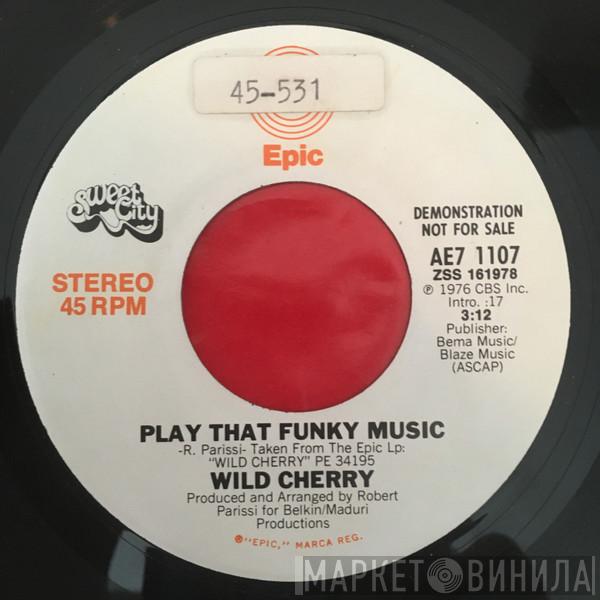 45-531
Epic
Sweet City
STEREO
45 RPM
DEMONSTRATION
NOT FOR SALE
AE7 1107
ZSS 161978
℗ 1976 CBS Inc.
Intro. :17
3:12
Publisher:
Bema Music/
Blaze Music
(ASCAP)
PLAY THAT FUNKY MUSIC
-R. Parissi- Taken From The Epic Lp:
"WILD CHERRY" PE 34195
WILD CHERRY
Produced and Arranged by Robert
Parissi for Belkin/Maduri
Productions
®"EPIC," MARCA REG.
МАРКЕТ ВИНИЛА